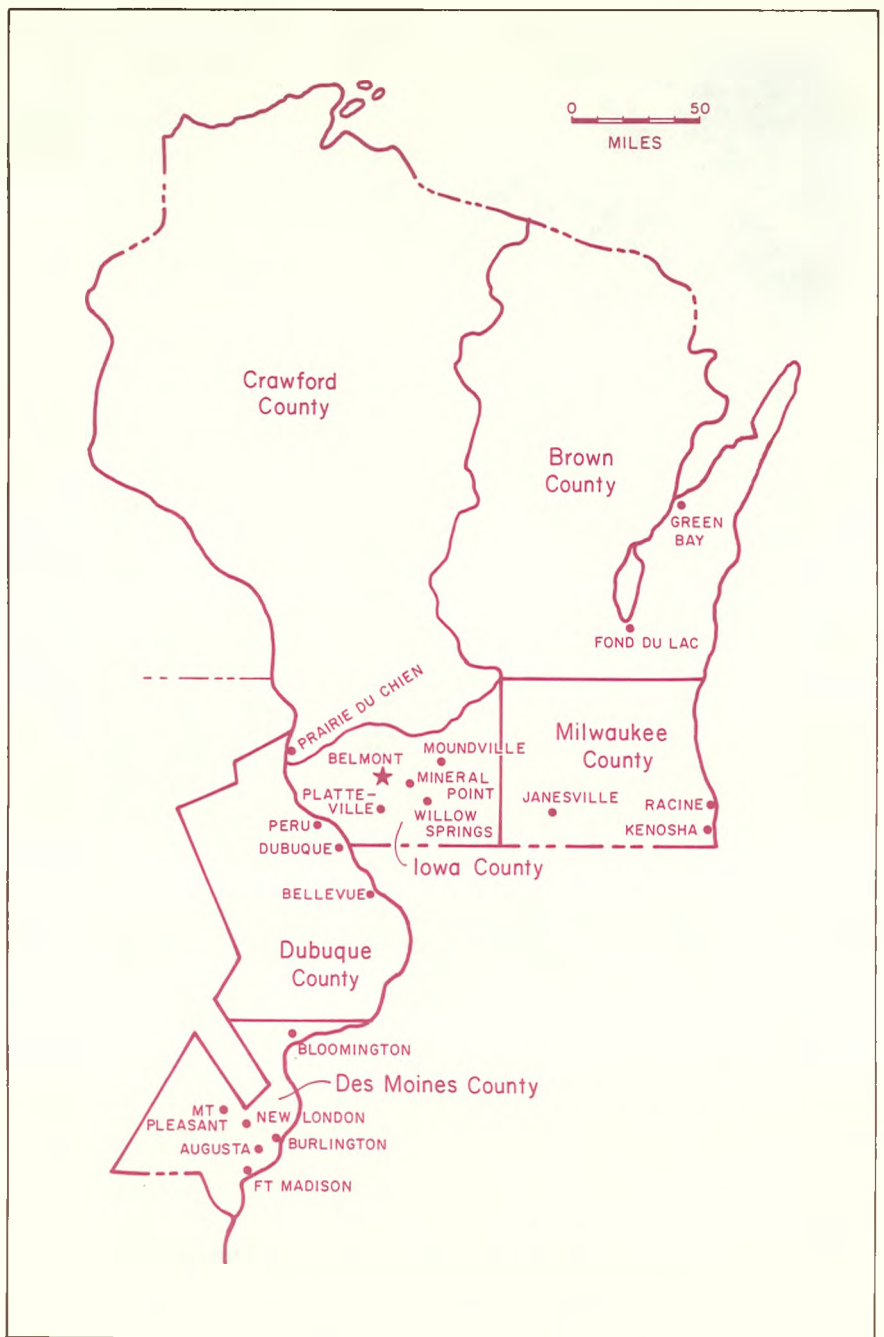 0 50
MILES
Crawford
County
Brown
County
GREEN
BAY
FOND DU LAC
PRAIRIE DU CHIEN
BELMONT
MOUNDVILLE
MINERAL
POINT
PLATTE-
VILLE
WILLOW
SPRINGS
Milwaukee
County
JANESVILLE
RACINE
KENOSHA
PERU
DUBUQUE
Iowa County
BELLEVUE
Dubuque
County
BLOOMINGTON
Des Moines County
MT
PLEASANT
NEW LONDON
AUGUSTA
BURLINGTON
FT MADISON